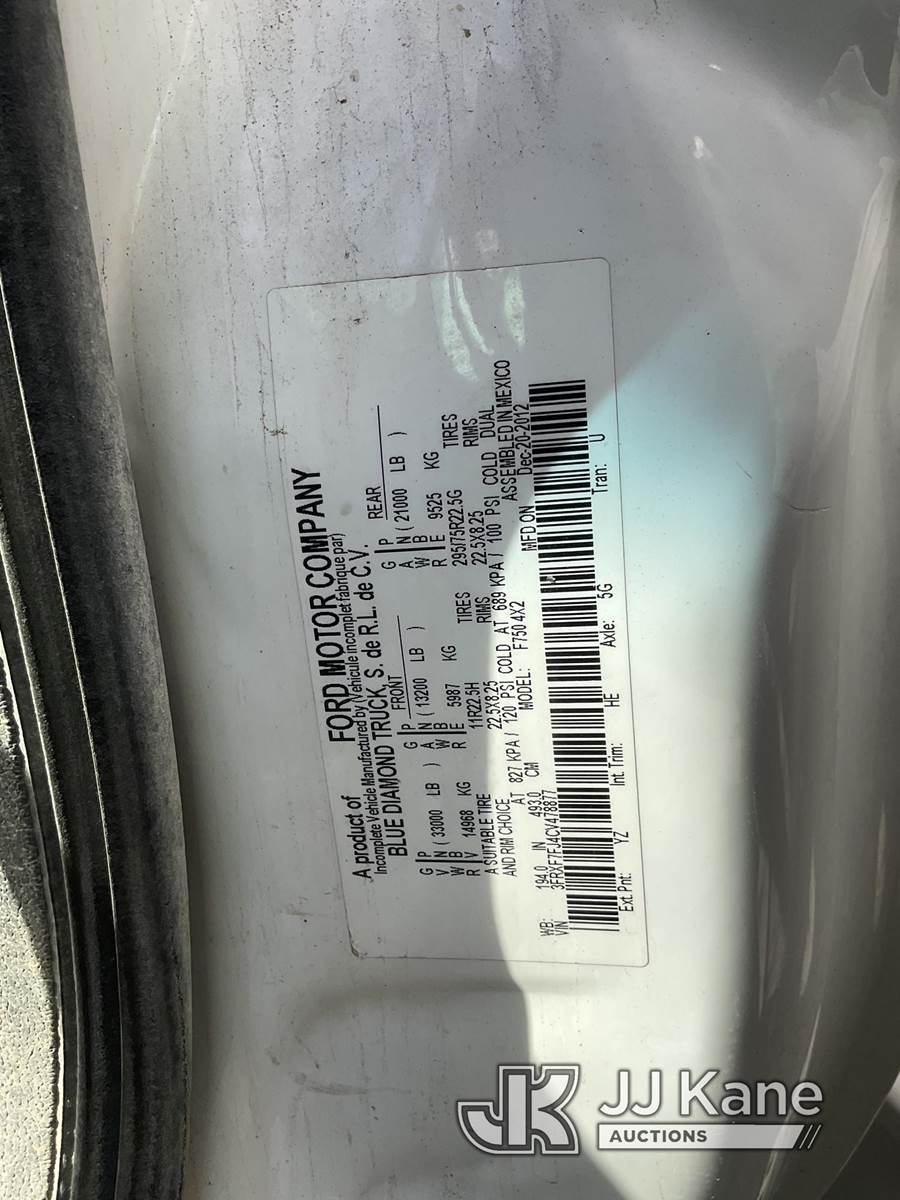 FORD MOTOR COMPANY
A product of
Incomplete Vehicle Manufactured by (Vehicule incomplet fabrique par)
BLUE DIAMOND TRUCK, S. de R.L. de C.V.
FRONT REAR
G P G P G P
V N ( 33000 LB ) A N ( 13200 LB ) A N ( 21000 LB )
W B W B W B
R V 14968 KG R E 5987 KG R E 9525 KG
A SUITABLE TIRE 11R22.5H TIRES 295/75R22.5G TIRES
AND RIM CHOICE 22.5X8.25 RIMS 22.5X8.25 RIMS
AT 827 KPA / 120 PSI COLD AT 689 KPA / 100 PSI COLD DUAL
MODEL: F750 4X2 ASSEMBLED IN MEXICO
WB: 194.0 IN 493.0 CM MFD ON Dec-20-2012
VIN 3FRXF7FJ4CV478877
Ext. Pnt: YZ Int. Trim: HE Axle: 5G Tran: U
JK JJ Kane
AUCTIONS